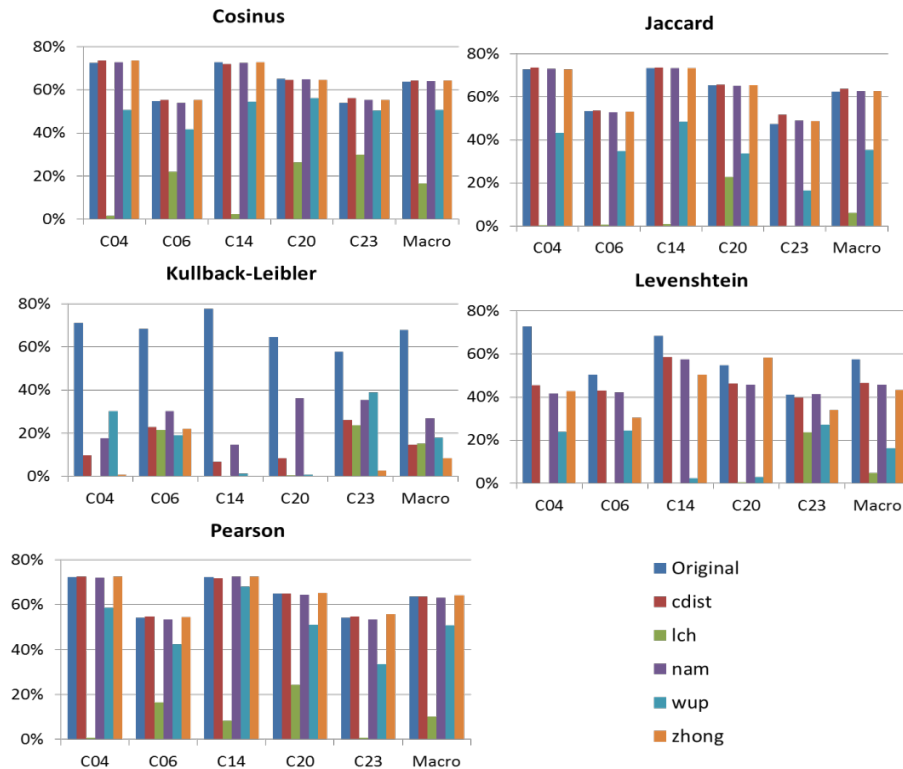 Cosinus
80%
60%
40%
20%
0%
C04 C06 C14 C20 C23 Macro
Jaccard
80%
60%
40%
20%
0%
C04 C06 C14 C20 C23 Macro
Kullback-Leibler
80%
60%
40%
20%
0%
C04 C06 C14 C20 C23 Macro
Levenshtein
80%
60%
40%
20%
0%
C04 C06 C14 C20 C23 Macro
Pearson
80%
60%
40%
20%
0%
C04 C06 C14 C20 C23 Macro
Original
cdist
lch
nam
wup
zhong